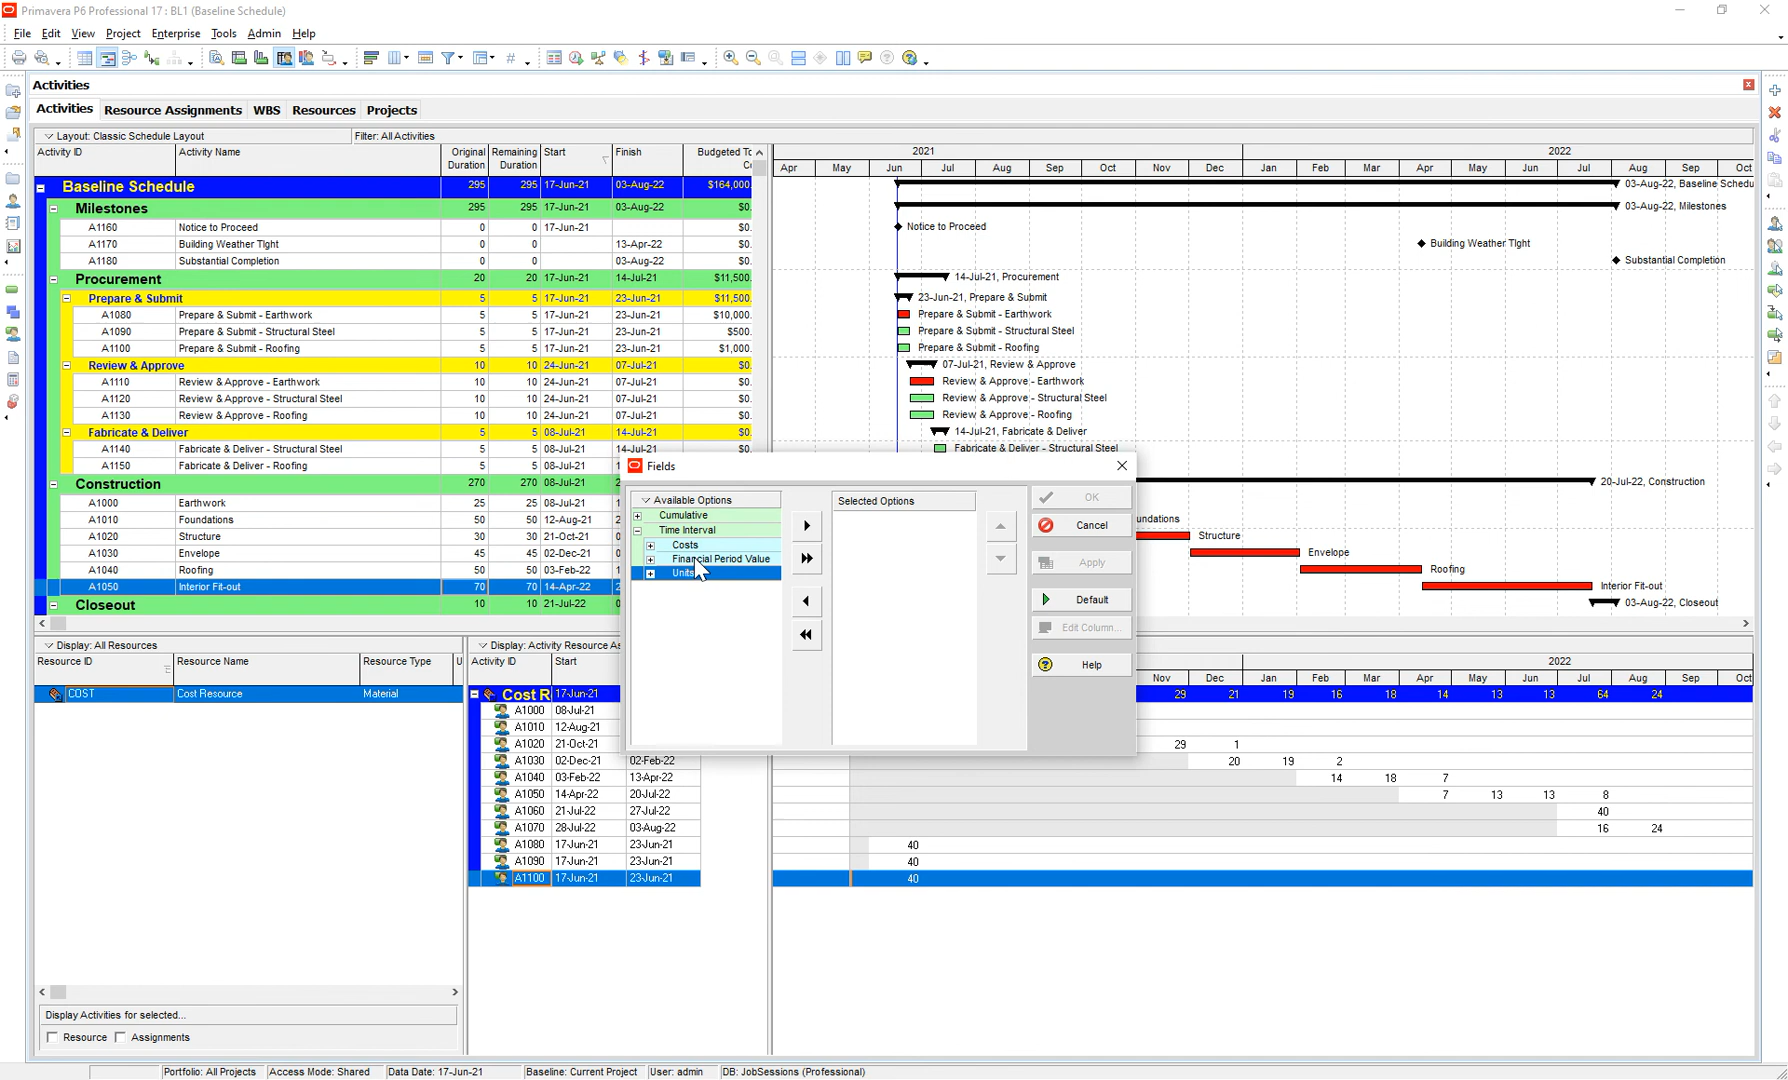 Primavera P6 Professional 17 : BL1 (Baseline Schedule)
File Edit View Project Enterprise Tools Admin Help
Activities
Activities Resource Assignments WBS Resources Projects
Layout: Classic Schedule Layout Filter: All Activities
Activity ID Activity Name Original Duration Remaining Duration Start Finish Budgeted
2021 2022
Apr May Jun Jul Aug Sep Oct Nov Dec Jan Feb Mar Apr May Jun Jul Aug Sep Oct
Baseline Schedule 295 295 17-Jun-21 03-Aug-22 $164,000. 03-Aug-22, Baseline Schedu
Milestones 295 295 17-Jun-21 03-Aug-22 $0. 03-Aug-22, Milestones
A1160 Notice to Proceed 0 0 17-Jun-21 $0. Notice to Proceed
A1170 Building Weather TIght 0 0 13-Apr-22 $0. Building Weather TIght
A1180 Substantial Completion 0 0 03-Aug-22 $0. Substantial Completion
Procurement 20 20 17-Jun-21 14-Jul-21 $11,500. 14-Jul-21, Procurement
Prepare & Submit 5 5 17-Jun-21 23-Jun-21 $11,500. 23-Jun-21, Prepare & Submit
A1080 Prepare & Submit - Earthwork 5 5 17-Jun-21 23-Jun-21 $10,000. Prepare & Submit - Earthwork
A1090 Prepare & Submit - Structural Steel 5 5 17-Jun-21 23-Jun-21 $500. Prepare & Submit - Structural Steel
A1100 Prepare & Submit - Roofing 5 5 17-Jun-21 23-Jun-21 $1,000. Prepare & Submit - Roofing
Review & Approve 10 10 24-Jun-21 07-Jul-21 $0. 07-Jul-21, Review & Approve
A1110 Review & Approve - Earthwork 10 10 24-Jun-21 07-Jul-21 $0. Review & Approve - Earthwork
A1120 Review & Approve - Structural Steel 10 10 24-Jun-21 07-Jul-21 $0. Review & Approve - Structural Steel
A1130 Review & Approve - Roofing 10 10 24-Jun-21 07-Jul-21 $0. Review & Approve - Roofing
Fabricate & Deliver 5 5 08-Jul-21 14-Jul-21 $0. 14-Jul-21, Fabricate & Deliver
A1140 Fabricate & Deliver - Structural Steel 5 5 08-Jul-21 14-Jul-21 $0. Fabricate & Deliver - Structural Steel
A1150 Fabricate & Deliver - Roofing 5 5 08-Jul-21
Construction 270 270 08-Jul-21 20-Jul-22, Construction
A1000 Earthwork 25 25 08-Jul-21
A1010 Foundations 50 50 12-Aug-21 undations
A1020 Structure 30 30 21-Oct-21 Structure
A1030 Envelope 45 45 02-Dec-21 Envelope
A1040 Roofing 50 50 03-Feb-22 Roofing
A1050 Interior Fit-out 70 70 14-Apr-22 Interior Fit-out
Closeout 10 10 21-Jul-22 03-Aug-22, Closeout
Fields
Available Options Selected Options
Cumulative
Time Interval
Costs
Financial Period Value
Units
OK
Cancel
Apply
Default
Edit Column...
Help
Display: All Resources
Resource ID Resource Name Resource Type U
COST Cost Resource Material
Display: Activity Resource As
Activity ID Start
2022
Nov Dec Jan Feb Mar Apr May Jun Jul Aug Sep Oct
Cost R 17-Jun-21 29 21 19 16 18 14 13 13 64 24
A1000 08-Jul-21
A1010 12-Aug-21
A1020 21-Oct-21 29 1
A1030 02-Dec-21 02-Feb-22 20 19 2
A1040 03-Feb-22 13-Apr-22 14 18 7
A1050 14-Apr-22 20-Jul-22 7 13 13 8
A1060 21-Jul-22 27-Jul-22 40
A1070 28-Jul-22 03-Aug-22 16 24
A1080 17-Jun-21 23-Jun-21 40
A1090 17-Jun-21 23-Jun-21 40
A1100 17-Jun-21 23-Jun-21 40
Display Activities for selected...
Resource Assignments
Portfolio: All Projects Access Mode: Shared Data Date: 17-Jun-21 Baseline: Current Project User: admin DB: JobSessions (Professional)